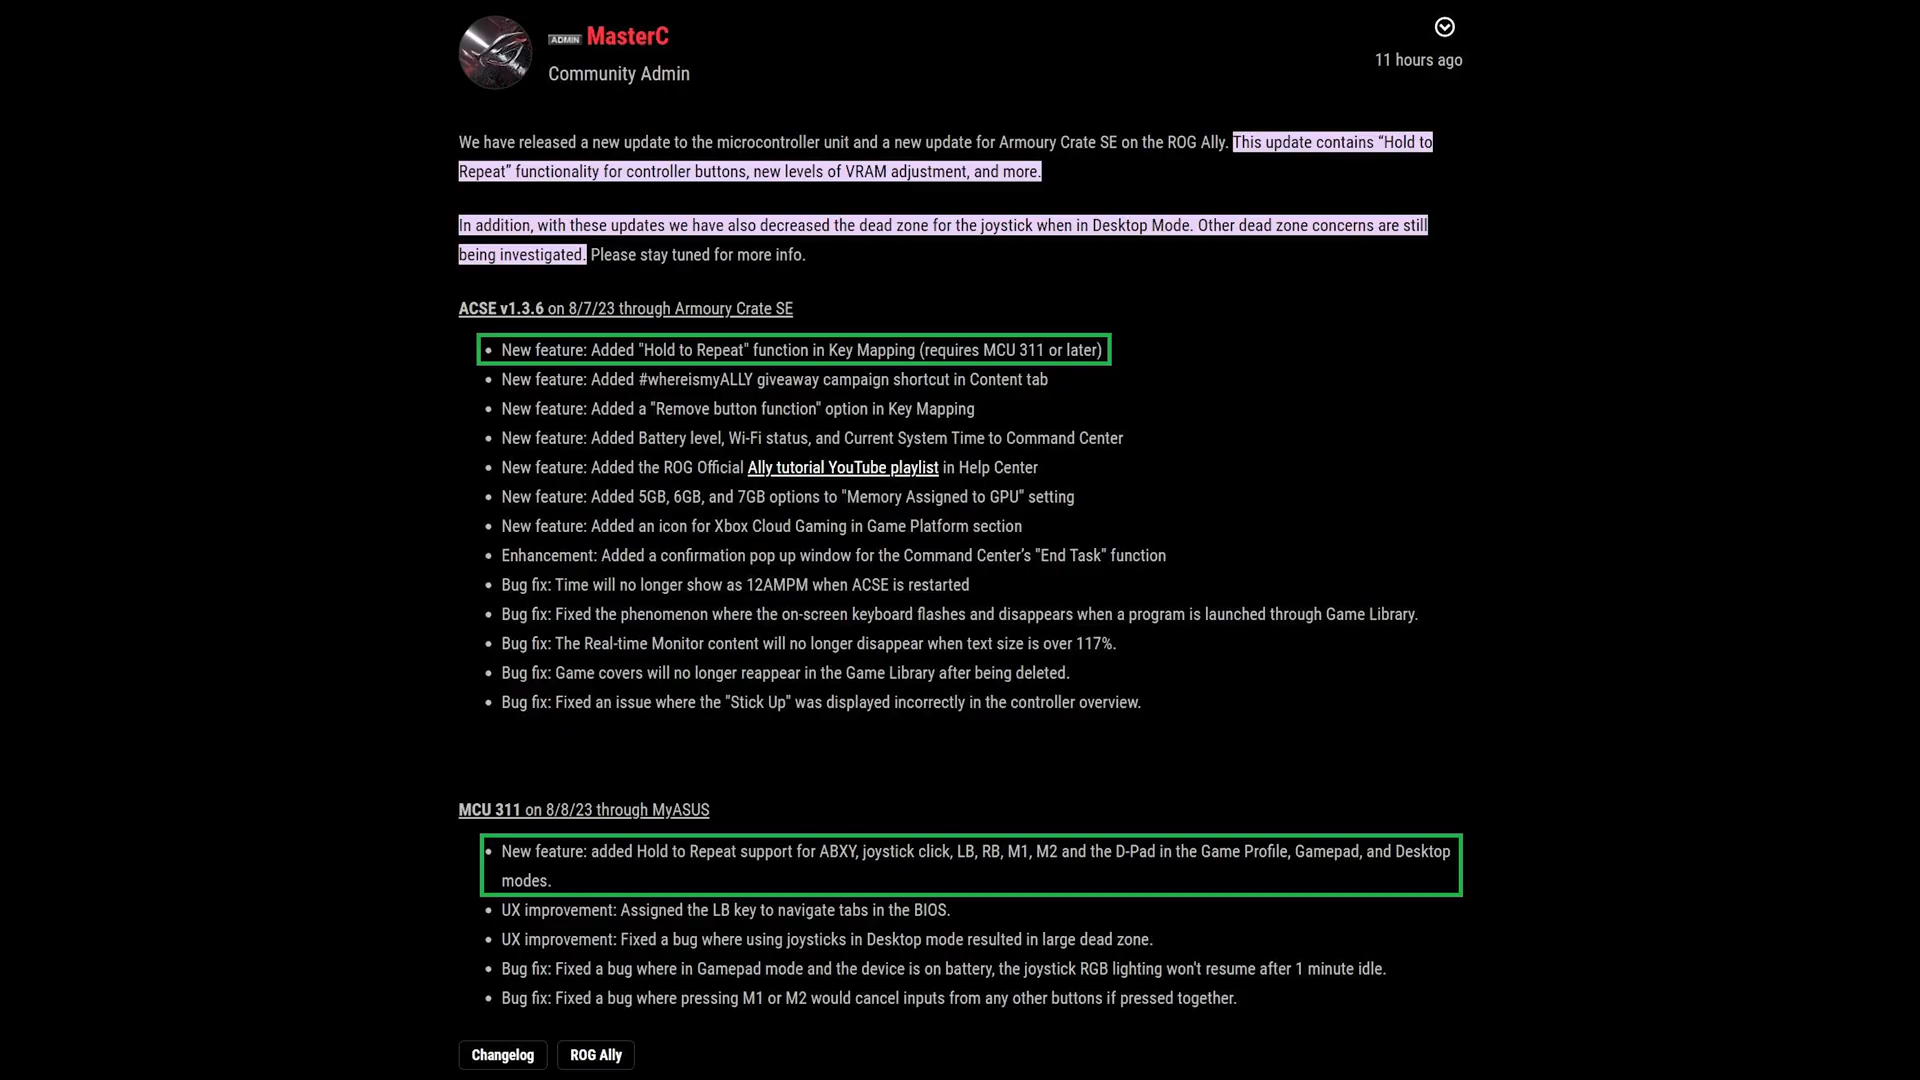 ADMIN MasterC
Community Admin
11 hours ago
We have released a new update to the microcontroller unit and a new update for Armoury Crate SE on the ROG Ally. This update contains “Hold to
Repeat” functionality for controller buttons, new levels of VRAM adjustment, and more.
In addition, with these updates we have also decreased the dead zone for the joystick when in Desktop Mode. Other dead zone concerns are still
being investigated. Please stay tuned for more info.
ACSE v1.3.6 on 8/7/23 through Armoury Crate SE
• New feature: Added "Hold to Repeat" function in Key Mapping (requires MCU 311 or later)
• New feature: Added #whereismyALLY giveaway campaign shortcut in Content tab
• New feature: Added a "Remove button function" option in Key Mapping
• New feature: Added Battery level, Wi-Fi status, and Current System Time to Command Center
• New feature: Added the ROG Official Ally tutorial YouTube playlist in Help Center
• New feature: Added 5GB, 6GB, and 7GB options to "Memory Assigned to GPU" setting
• New feature: Added an icon for Xbox Cloud Gaming in Game Platform section
• Enhancement: Added a confirmation pop up window for the Command Center’s "End Task" function
• Bug fix: Time will no longer show as 12AMPM when ACSE is restarted
• Bug fix: Fixed the phenomenon where the on-screen keyboard flashes and disappears when a program is launched through Game Library.
• Bug fix: The Real-time Monitor content will no longer disappear when text size is over 117%.
• Bug fix: Game covers will no longer reappear in the Game Library after being deleted.
• Bug fix: Fixed an issue where the "Stick Up" was displayed incorrectly in the controller overview.
MCU 311 on 8/8/23 through MyASUS
• New feature: added Hold to Repeat support for ABXY, joystick click, LB, RB, M1, M2 and the D-Pad in the Game Profile, Gamepad, and Desktop
modes.
• UX improvement: Assigned the LB key to navigate tabs in the BIOS.
• UX improvement: Fixed a bug where using joysticks in Desktop mode resulted in large dead zone.
• Bug fix: Fixed a bug where in Gamepad mode and the device is on battery, the joystick RGB lighting won't resume after 1 minute idle.
• Bug fix: Fixed a bug where pressing M1 or M2 would cancel inputs from any other buttons if pressed together.
Changelog ROG Ally